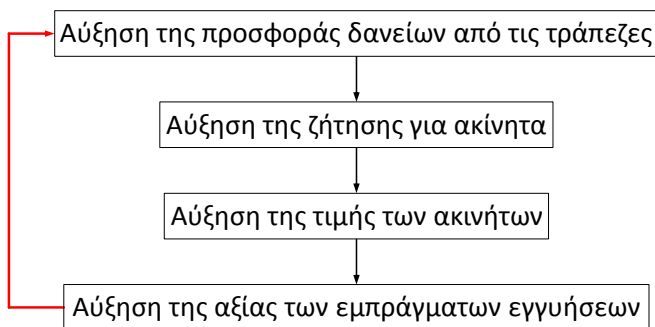 Αύξηση της προσφοράς δανείων από τις τράπεζες
Αύξηση της ζήτησης για ακίνητα
Αύξηση της τιμής των ακινήτων
Αύξηση της αξίας των εμπράγματων εγγυήσεων